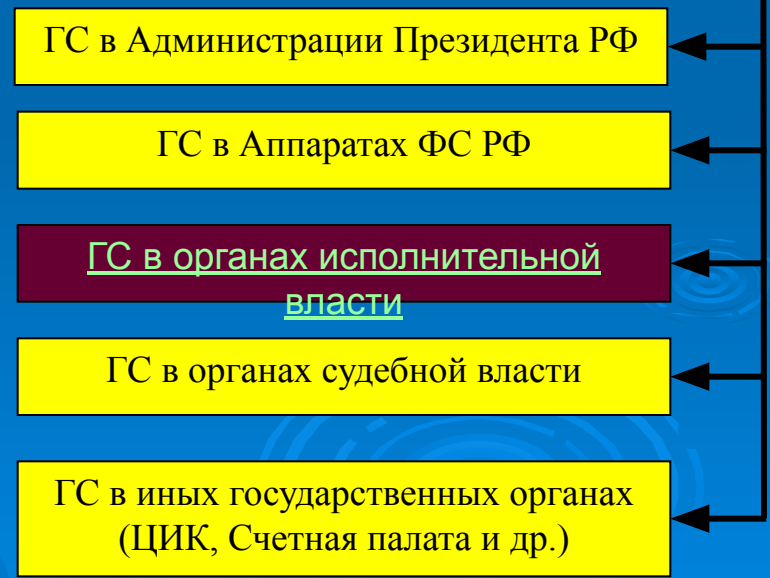 ГС в Администрации Президента РФ
ГС в Аппаратах ФС РФ
ГС в органах исполнительной
власти
ГС в органах судебной власти
ГС в иных государственных органах
(ЦИК, Счетная палата и др.)